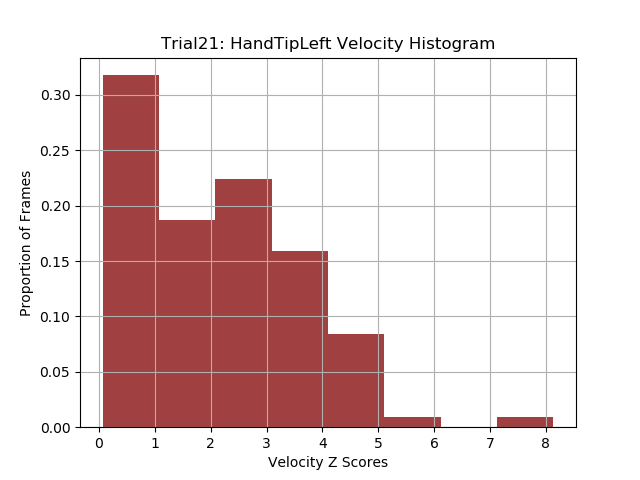 Trial21: HandTipLeft Velocity Histogram
0.30
0.25
0.20
0.15
0.10
0.05
0.00
Proportion of Frames
0 1 2 3 4 5 6 7 8
Velocity Z Scores